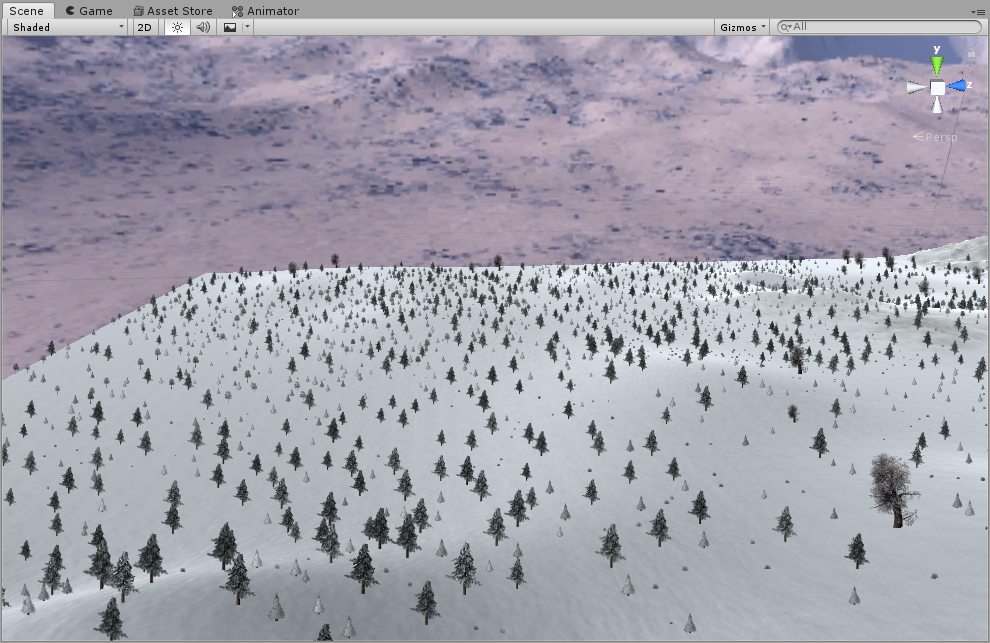 Scene Game Asset Store Animator
Shaded 2D Gizmos All
y
z
Persp